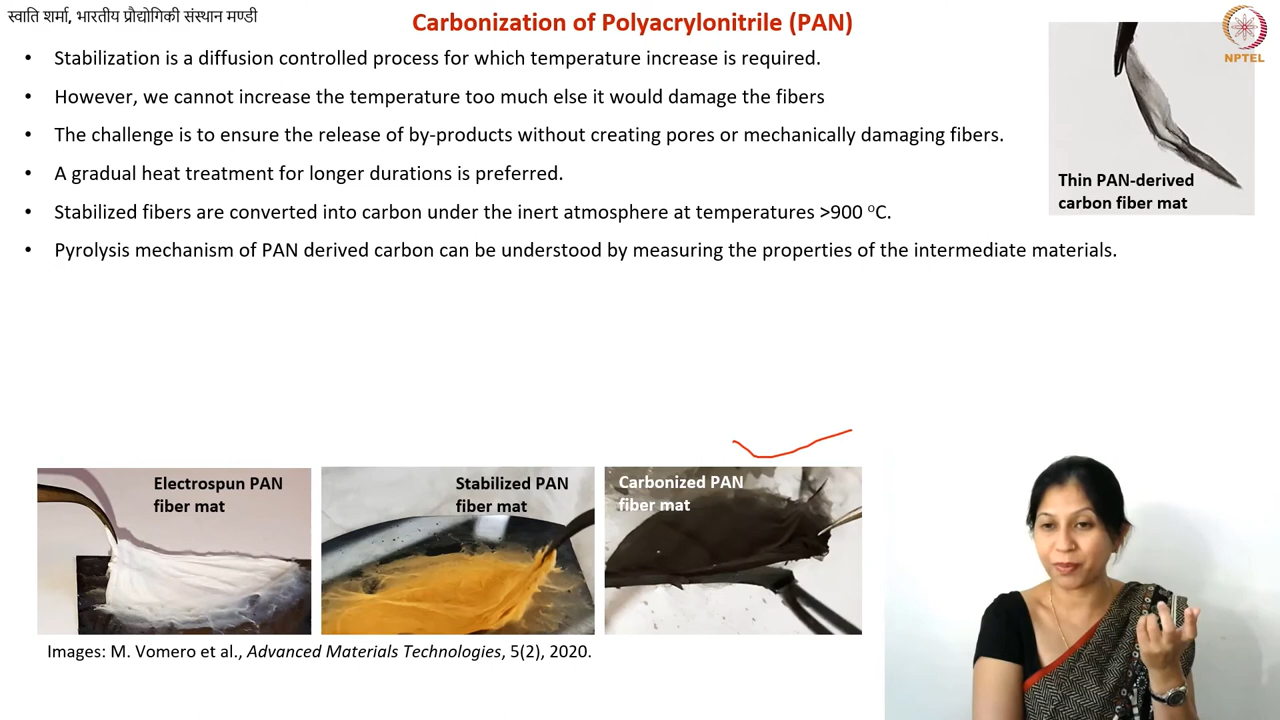 स्वाति शर्मा, भारतीय प्रौद्योगिकी संस्थान मण्डी
Carbonization of Polyacrylonitrile (PAN)
NPTEL
• Stabilization is a diffusion controlled process for which temperature increase is required.
• However, we cannot increase the temperature too much else it would damage the fibers
• The challenge is to ensure the release of by-products without creating pores or mechanically damaging fibers.
• A gradual heat treatment for longer durations is preferred.
• Stabilized fibers are converted into carbon under the inert atmosphere at temperatures >900 ⁰C.
• Pyrolysis mechanism of PAN derived carbon can be understood by measuring the properties of the intermediate materials.
Thin PAN-derived
carbon fiber mat
Electrospun PAN
fiber mat
Stabilized PAN
fiber mat
Carbonized PAN
fiber mat
Images: M. Vomero et al., Advanced Materials Technologies, 5(2), 2020.